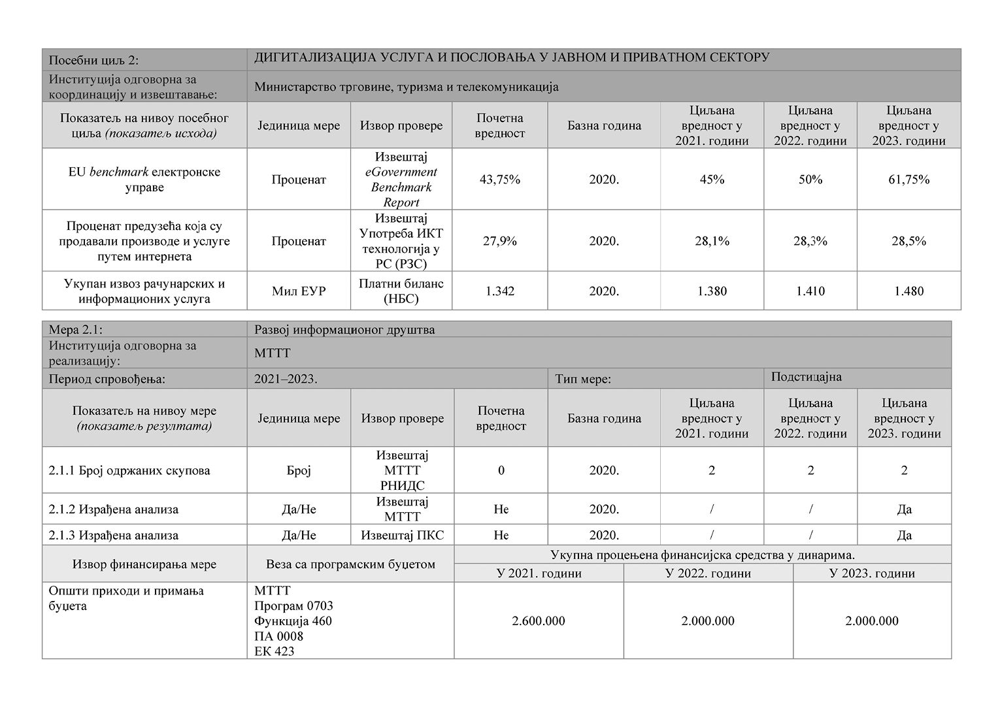 Посебни циљ 2:
ДИГИТАЛИЗАЦИЈА УСЛУГА И ПОСЛОВАЊА У ЈАВНОМ И ПРИВАТНОМ СЕКТОРУ
Институција одговорна за
координацију и извештавање:
Министарство трговине, туризма и телекомуникација
Показатељ на нивоу посебног
циља (показатељ исхода)
Јединица мере
Извор провере
Почетна
вредност
Базна година
Циљана
вредност у
2021. години
Циљана
вредност у
2022. години
Циљана
вредност у
2023. години
EU benchmark електронске
управе
Проценат
Извештај
eGovernment
Benchmark
Report
43,75%
2020.
45%
50%
61,75%
Проценат предузећа која су
продавали производе и услуге
путем интернета
Проценат
Извештај
Употреба ИКТ
технологија у
РС (РЗС)
27,9%
2020.
28,1%
28,3%
28,5%
Укупан извоз рачунарских и
информационих услуга
Мил ЕУР
Платни биланс
(НБС)
1.342
2020.
1.380
1.410
1.480
Мера 2.1:
Развој информационог друштва
Институција одговорна за
реализацију:
МТТТ
Период спровођења:
2021–2023.
Тип мере:
Подстицајна
Показатељ на нивоу мере
(показатељ резултата)
Јединица мере
Извор провере
Почетна
вредност
Базна година
Циљана
вредност у
2021. години
Циљана
вредност у
2022. години
Циљана
вредност у
2023. години
2.1.1 Број одржаних скупова
Број
Извештај
МТТТ
РНИДС
0
2020.
2
2
2
2.1.2 Израђена анализа
Да/Не
Извештај
МТТТ
Не
2020.
/
/
Да
2.1.3 Израђена анализа
Да/Не
Извештај ПКС
Не
2020.
/
/
Да
Извор финансирања мере
Веза са програмским буџетом
Укупна процењена финансијска средства у динарима.
У 2021. години
У 2022. години
У 2023. години
Општи приходи и примања
буџета
МТТТ
Програм 0703
Функција 460
ПА 0008
ЕК 423
2.600.000
2.000.000
2.000.000